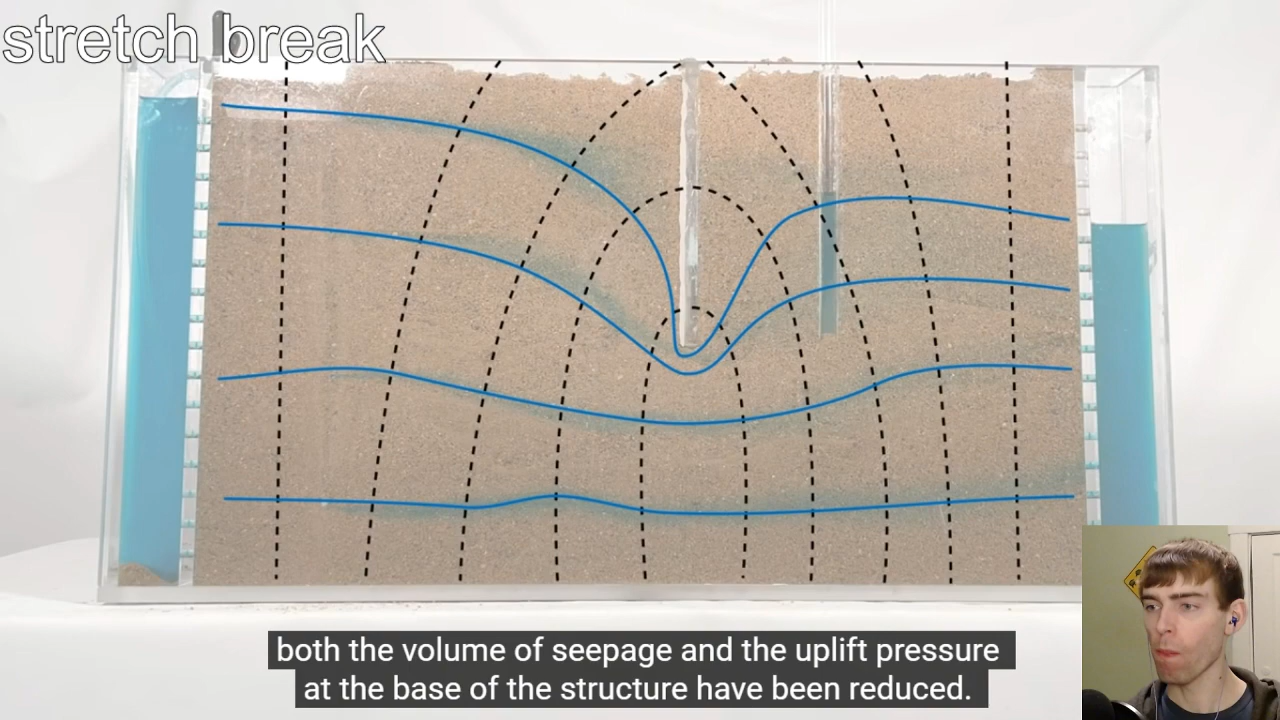 stretch break
both the volume of seepage and the uplift pressure
at the base of the structure have been reduced.